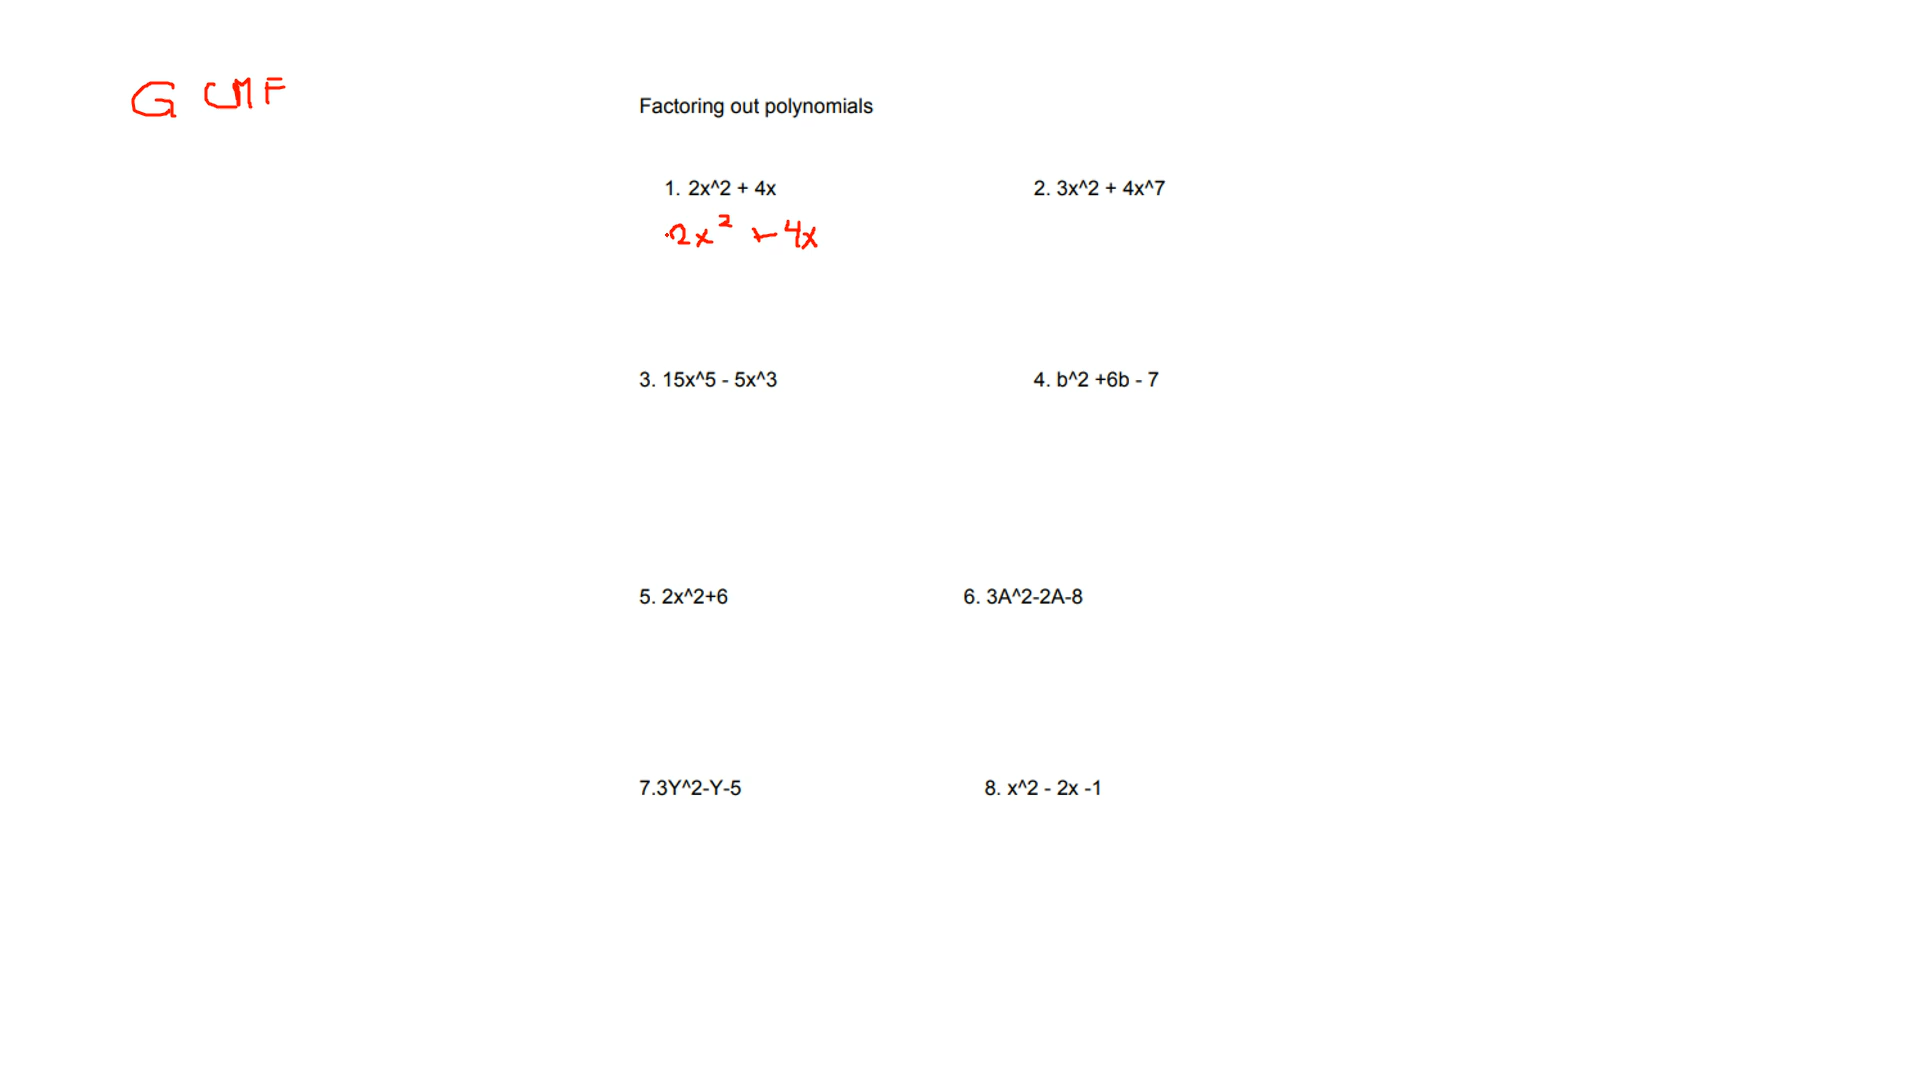 G CMF
Factoring out polynomials
1. 2x^2 + 4x
2. 3x^2 + 4x^7
2x² + 4x
3. 15x^5 - 5x^3
4. b^2 +6b - 7
5. 2x^2+6
6. 3A^2-2A-8
7.3Y^2-Y-5
8. x^2 - 2x -1